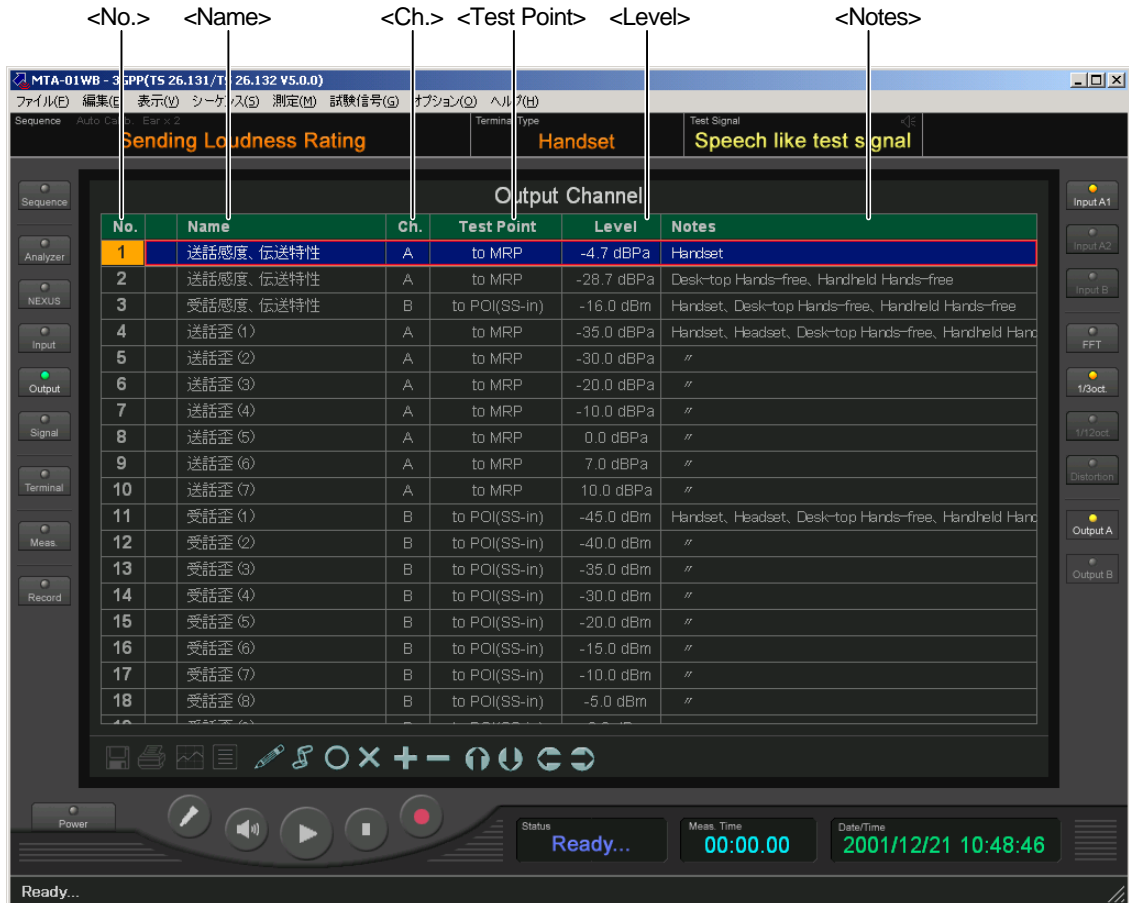 <No.> <Name> <Ch.> <Test Point> <Level> <Notes>
MTA-01WB - 3GPP(TS 26.131/TS 26.132 V5.0.0)
ファイル(F) 編集(E) 表示(V) シーケンス(S) 測定(M) 試験信号(G) オプション(O) ヘルプ(H)
Sequence Auto Calib. Ear x 2 Terminal Type Test Signal
Sending Loudness Rating Handset Speech like test signal
Output Channel
No. Name Ch. Test Point Level Notes
1 送話感度、伝送特性 A to MRP -4.7 dBPa Handset
2 送話感度、伝送特性 A to MRP -28.7 dBPa Desk-top Hands-free、Handheld Hands-free
3 受話感度、伝送特性 B to POI(SS-in) -16.0 dBm Handset、Desk-top Hands-free、Handheld Hands-free
4 送話歪(1) A to MRP -35.0 dBPa Handset、Headset、Desk-top Hands-free、Handheld Hand
5 送話歪(2) A to MRP -30.0 dBPa 〃
6 送話歪(3) A to MRP -20.0 dBPa 〃
7 送話歪(4) A to MRP -10.0 dBPa 〃
8 送話歪(5) A to MRP 0.0 dBPa 〃
9 送話歪(6) A to MRP 7.0 dBPa 〃
10 送話歪(7) A to MRP 10.0 dBPa 〃
11 受話歪(1) B to POI(SS-in) -45.0 dBm Handset、Headset、Desk-top Hands-free、Handheld Hand
12 受話歪(2) B to POI(SS-in) -40.0 dBm 〃
13 受話歪(3) B to POI(SS-in) -35.0 dBm 〃
14 受話歪(4) B to POI(SS-in) -30.0 dBm 〃
15 受話歪(5) B to POI(SS-in) -20.0 dBm 〃
16 受話歪(6) B to POI(SS-in) -15.0 dBm 〃
17 受話歪(7) B to POI(SS-in) -10.0 dBm 〃
18 受話歪(8) B to POI(SS-in) -5.0 dBm 〃
Sequence
Analyzer
NEXUS
Input
Output
Signal
Terminal
Meas.
Record
Input A1
Input A2
Input B
FFT
1/3oct.
1/12oct.
Distortion
Output A
Output B
Power
Status
Ready...
Meas. Time
00:00.00
Date/Time
2001/12/21 10:48:46
Ready...